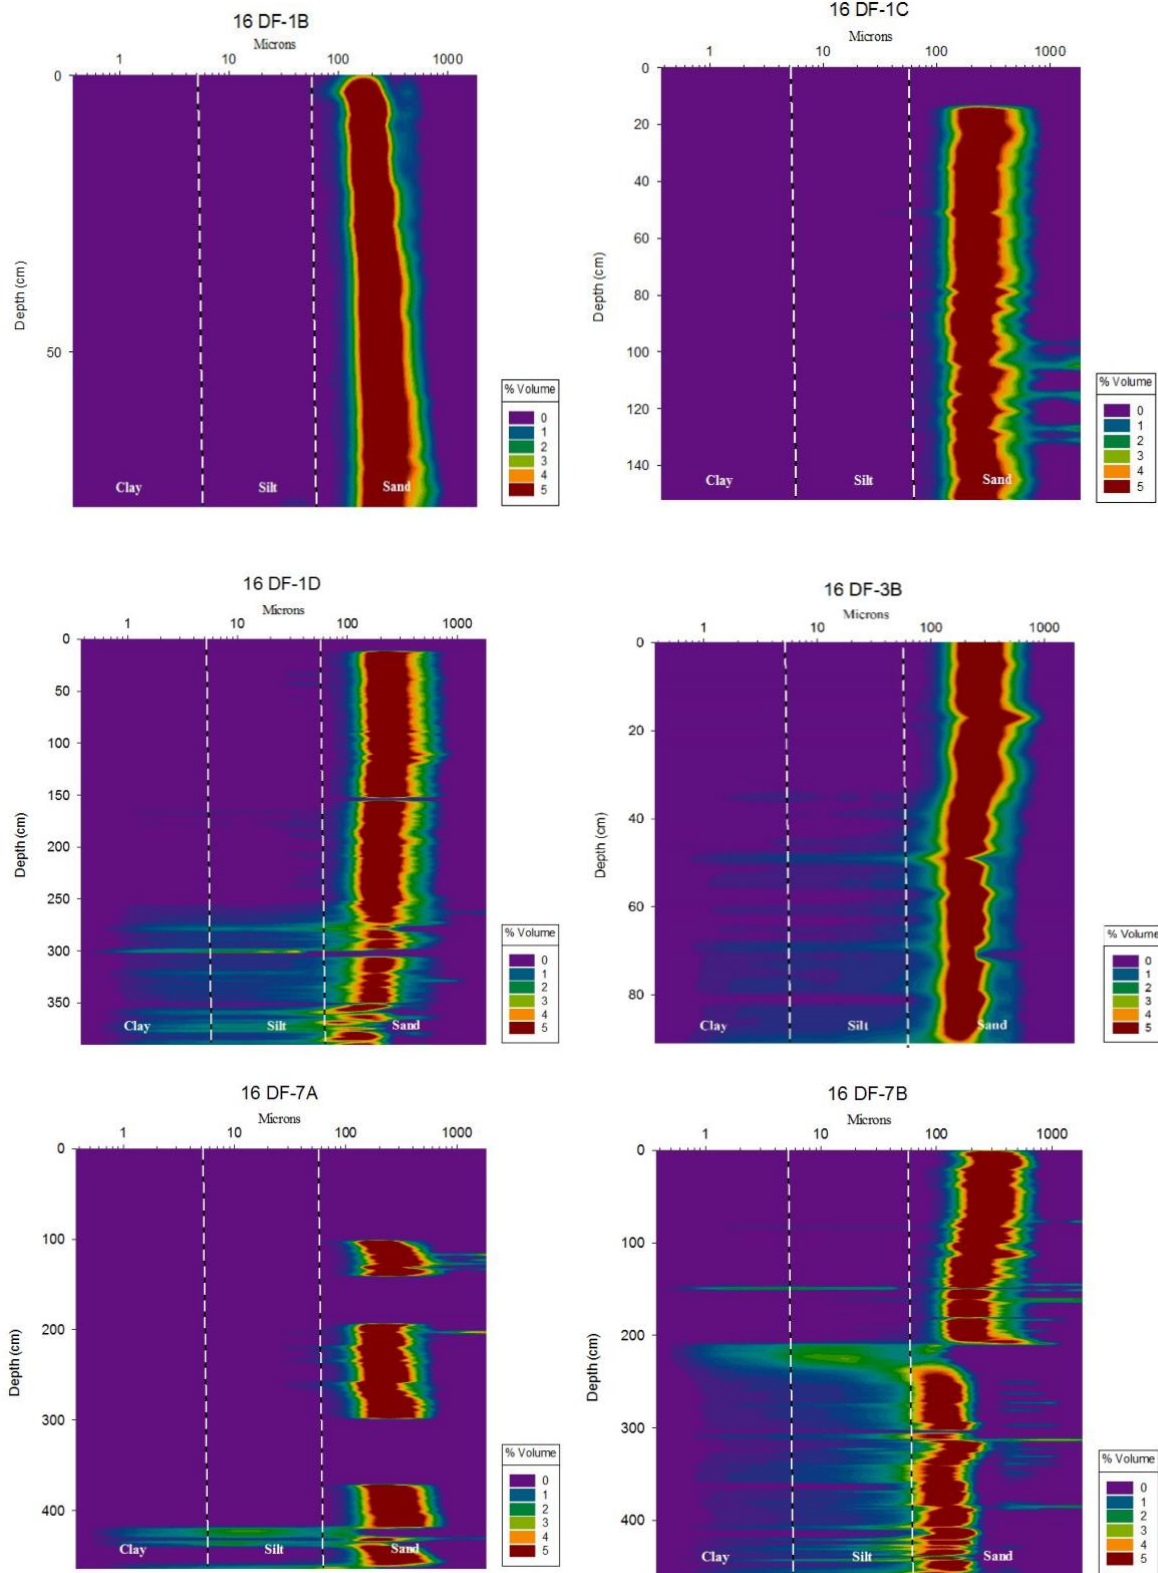 16 DF-1B
Microns
1 10 100 1000
0
50
Depth (cm)
Clay Silt Sand
% Volume
0
1
2
3
4
5
16 DF-1C
Microns
1 10 100 1000
0
20
40
60
80
100
120
140
Depth (cm)
Clay Silt Sand
% Volume
0
1
2
3
4
5
16 DF-1D
Microns
1 10 100 1000
0
50
100
150
200
250
300
350
Depth (cm)
Clay Silt Sand
% Volume
0
1
2
3
4
5
16 DF-3B
Microns
1 10 100 1000
0
20
40
60
80
Depth (cm)
Clay Silt Sand
% Volume
0
1
2
3
4
5
16 DF-7A
Microns
1 10 100 1000
0
100
200
300
400
Depth (cm)
Clay Silt Sand
% Volume
0
1
2
3
4
5
16 DF-7B
Microns
1 10 100 1000
0
100
200
300
400
Depth (cm)
Clay Silt Sand
% Volume
0
1
2
3
4
5